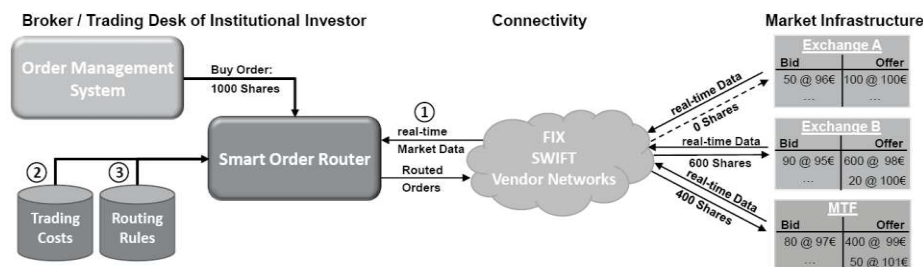 Broker / Trading Desk of Institutional Investor
Connectivity
Market Infrastructure
Order Management
System
Buy Order:
1000 Shares
①
real-time
Market Data
Smart Order Router
Routed
Orders
②
③
Trading
Costs
Routing
Rules
FIX
SWIFT
Vendor Networks
real-time Data
0 Shares
real-time Data
600 Shares
real-time Data
400 Shares
Exchange A
Bid Offer
50 @ 96€ 100 @ 100€
... ...
Exchange B
Bid Offer
90 @ 95€ 600 @ 98€
... 20 @ 100€
MTF
Bid Offer
80 @ 97€ 400 @ 99€
... 50 @ 101€